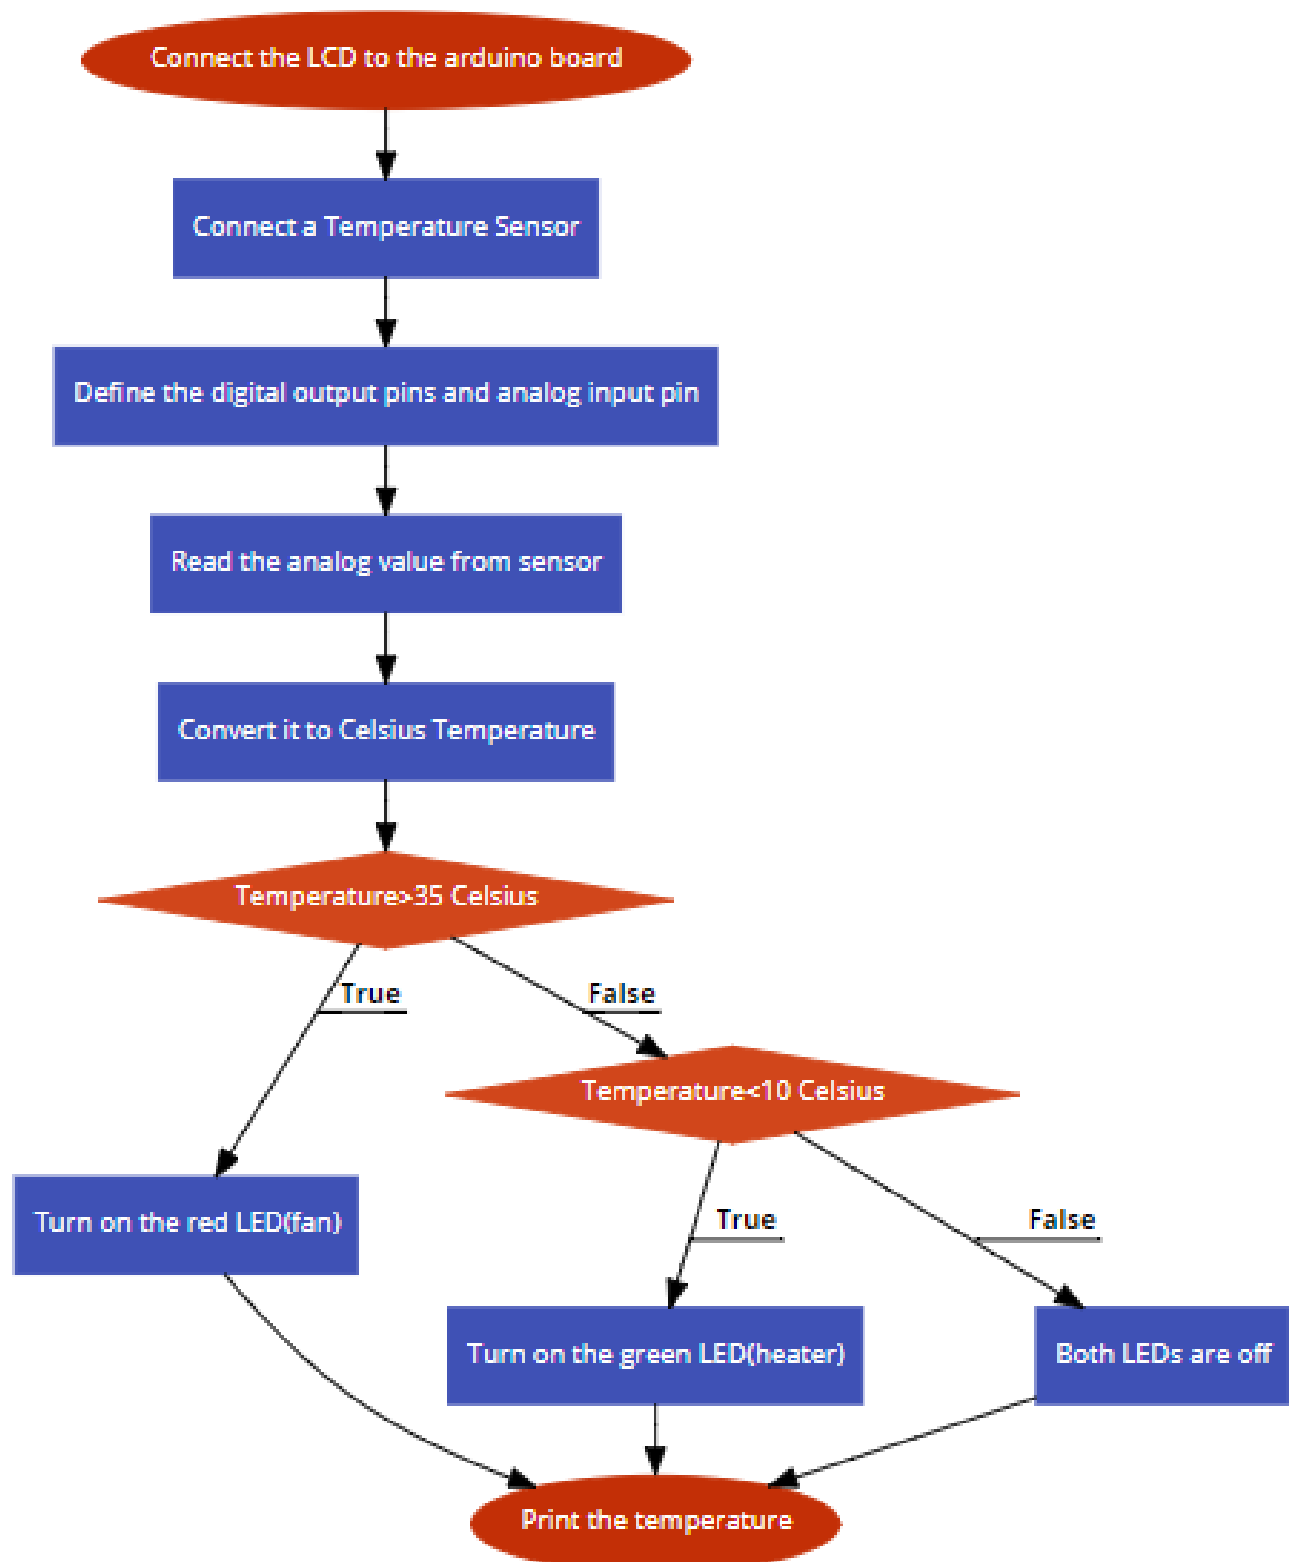 Connect the LCD to the arduino board
Connect a Temperature Sensor
Define the digital output pins and analog input pin
Read the analog value from sensor
Convert it to Celsius Temperature
Temperature>35 Celsius
True
False
Temperature<10 Celsius
Turn on the red LED(fan)
True
False
Turn on the green LED(heater)
Both LEDs are off
Print the temperature